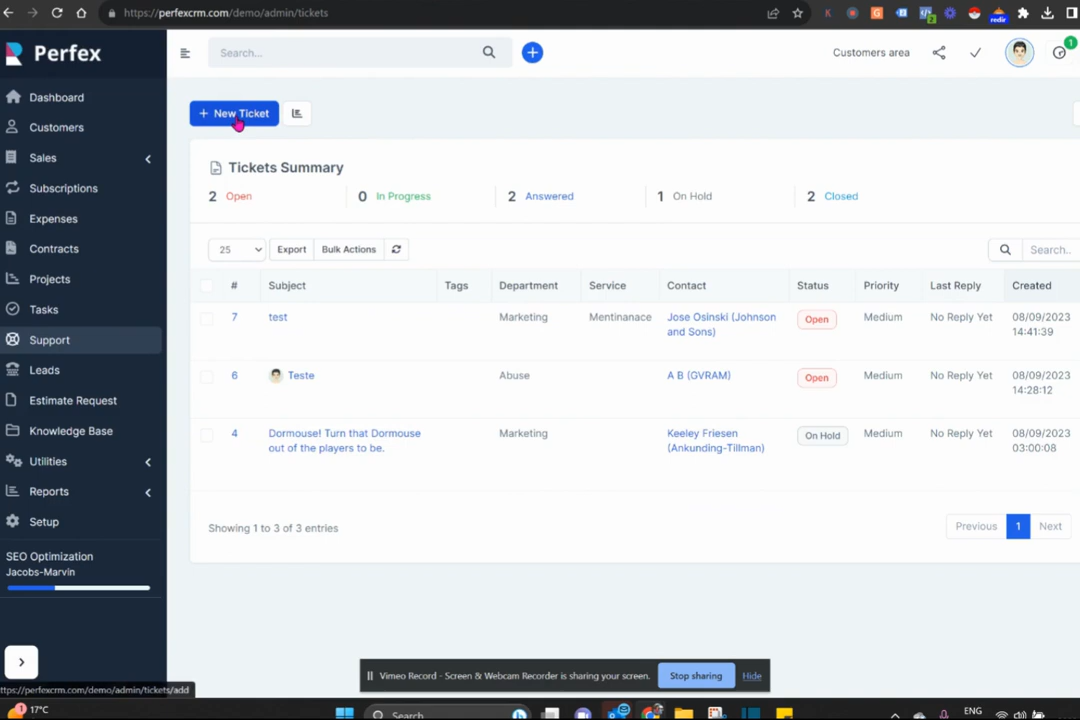 https://perfexcrm.com/demo/admin/tickets
2
redir
Perfex
Search...
Customers area
1
Dashboard
Customers
Sales
Subscriptions
Expenses
Contracts
Projects
Tasks
Support
Leads
Estimate Request
Knowledge Base
Utilities
Reports
Setup
SEO Optimization
Jacobs-Marvin
+ New Ticket
Tickets Summary
2 Open 0 In Progress 2 Answered 1 On Hold 2 Closed
25 Export Bulk Actions Search..
# Subject Tags Department Service Contact Status Priority Last Reply Created
7 test Marketing Mentinanace Jose Osinski (Johnson and Sons) Open Medium No Reply Yet 08/09/2023 14:41:39
6 Teste Abuse A B (GVRAM) Open Medium No Reply Yet 08/09/2023 14:28:12
4 Dormouse! Turn that Dormouse out of the players to be. Marketing Keeley Friesen (Ankunding-Tillman) On Hold Medium No Reply Yet 08/09/2023 03:00:08
Showing 1 to 3 of 3 entries
Previous 1 Next
Vimeo Record - Screen & Webcam Recorder is sharing your screen. Stop sharing Hide
ttps://perfexcrm.com/demo/admin/tickets/add
1 17°C
Search
ENG